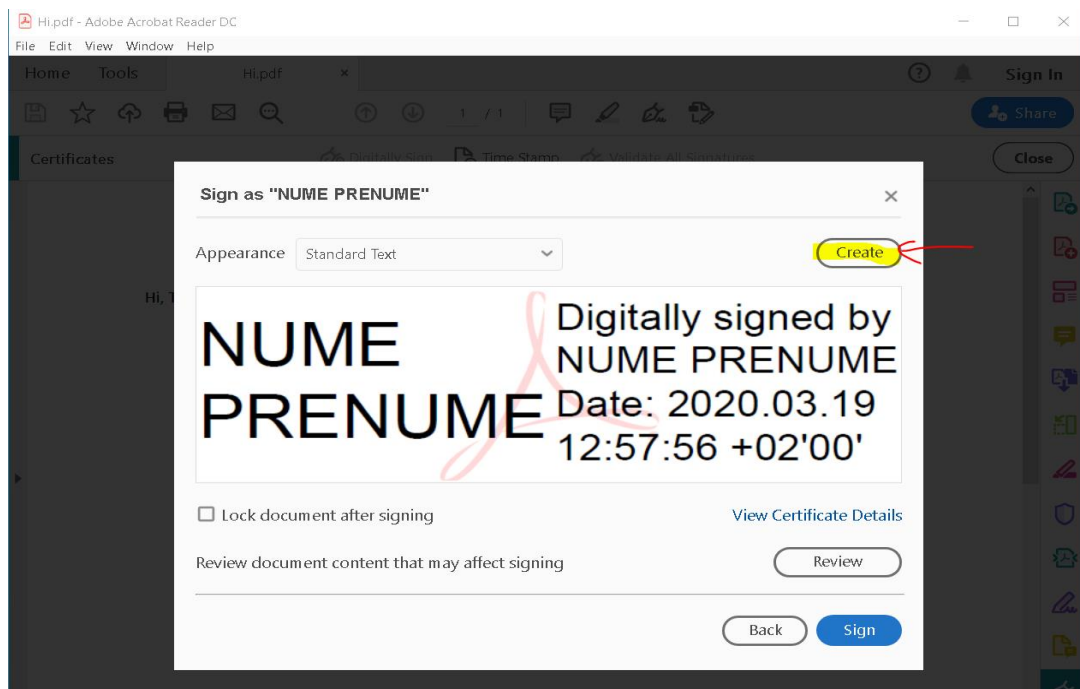 Hi.pdf - Adobe Acrobat Reader DC
File Edit View Window Help
Home Tools Hi.pdf × Sign In
1 / 1 Share
Certificates Digitally Sign Time Stamp Validate All Signatures Close
Hi,
Sign as "NUME PRENUME"
Appearance Standard Text Create
NUME
PRENUME
Digitally signed by
NUME PRENUME
Date: 2020.03.19
12:57:56 +02'00'
Lock document after signing View Certificate Details
Review document content that may affect signing Review
Back Sign